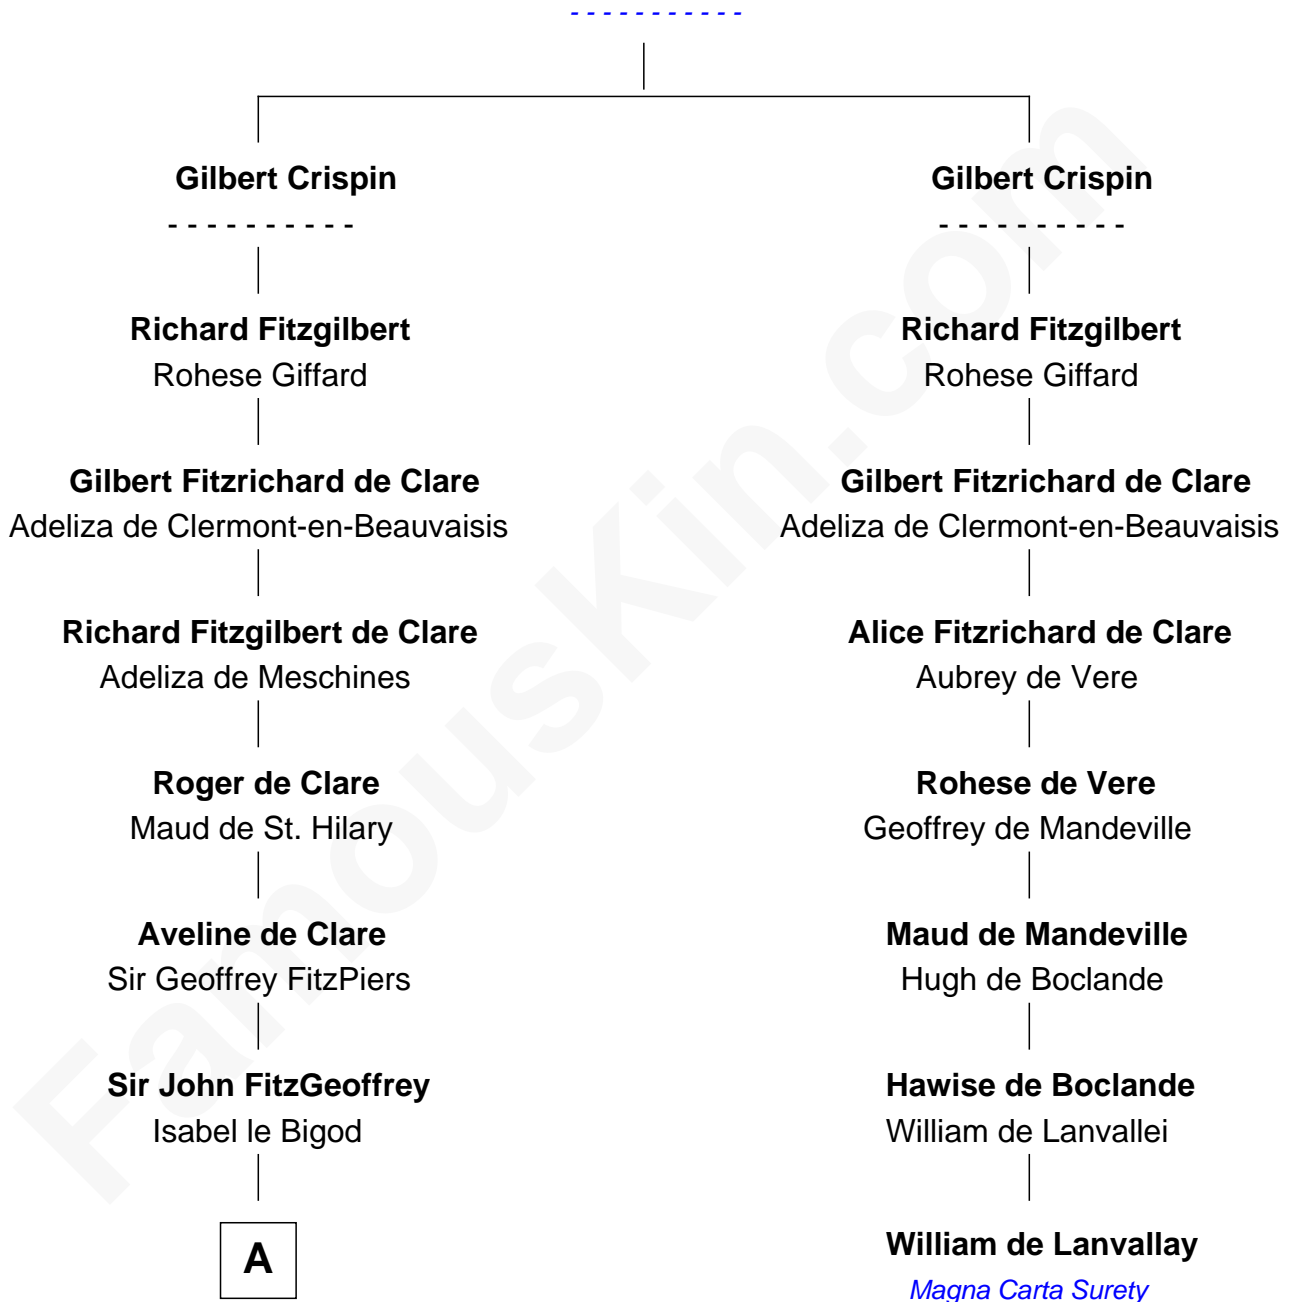 - - - - - - - - - - -
Gilbert Crispin
- - - - - - - - - -
Richard Fitzgilbert
Rohese Giffard
Gilbert Fitzrichard de Clare
Adeliza de Clermont-en-Beauvaisis
Richard Fitzgilbert de Clare
Adeliza de Meschines
Roger de Clare
Maud de St. Hilary
Aveline de Clare
Sir Geoffrey FitzPiers
Sir John FitzGeoffrey
Isabel le Bigod
A
Gilbert Crispin
- - - - - - - - - -
Richard Fitzgilbert
Rohese Giffard
Gilbert Fitzrichard de Clare
Adeliza de Clermont-en-Beauvaisis
Alice Fitzrichard de Clare
Aubrey de Vere
Rohese de Vere
Geoffrey de Mandeville
Maud de Mandeville
Hugh de Boclande
Hawise de Boclande
William de Lanvallei
William de Lanvallay
Magna Carta Surety
FamousKin.com